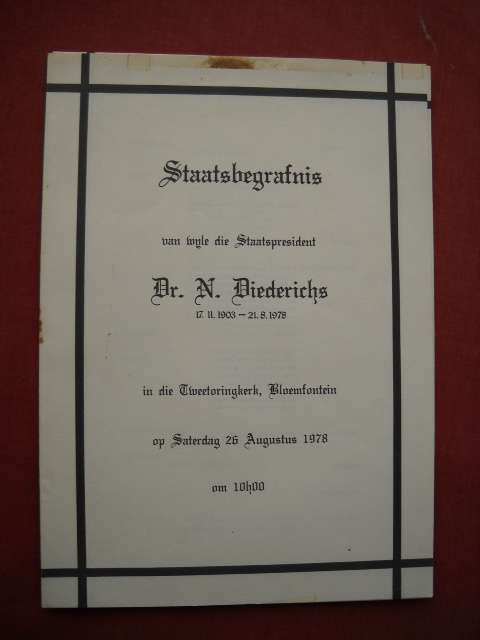 Staatsbegrafnis
van wyle die Staatspresident
Dr. N. Diederichs
17. 11. 1903 — 21. 8. 1978
in die Tweetoringkerk, Bloemfontein
op Saterdag 26 Augustus 1978
om 10h00